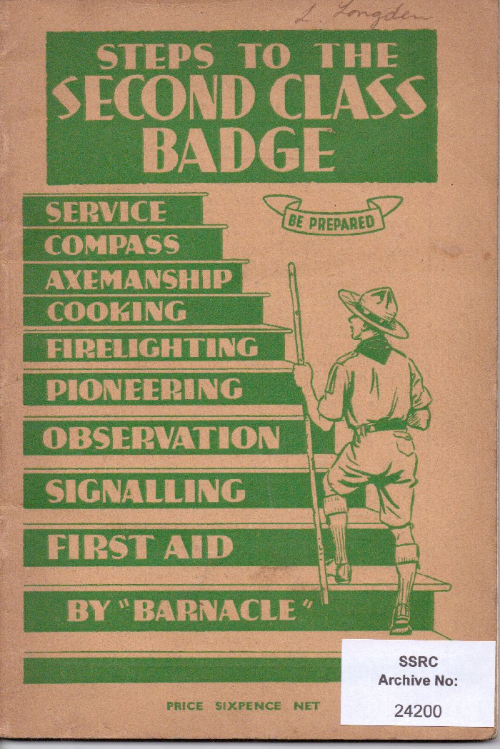 L. Longden
STEPS TO THE
SECOND CLASS
BADGE
SERVICE
BE PREPARED
COMPASS
AXEMANSHIP
COOKING
FIRELIGHTING
PIONEERING
OBSERVATION
SIGNALLING
FIRST AID
BY "BARNACLE"
SSRC
Archive No:
24200
PRICE SIXPENCE NET